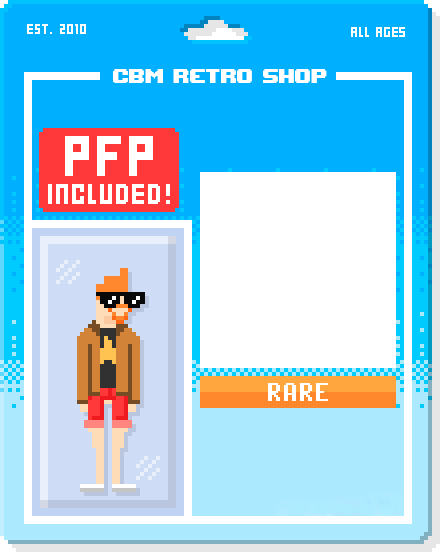 EST. 2010
ALL AGES
CBM RETRO SHOP
PFP
INCLUDED!
RARE